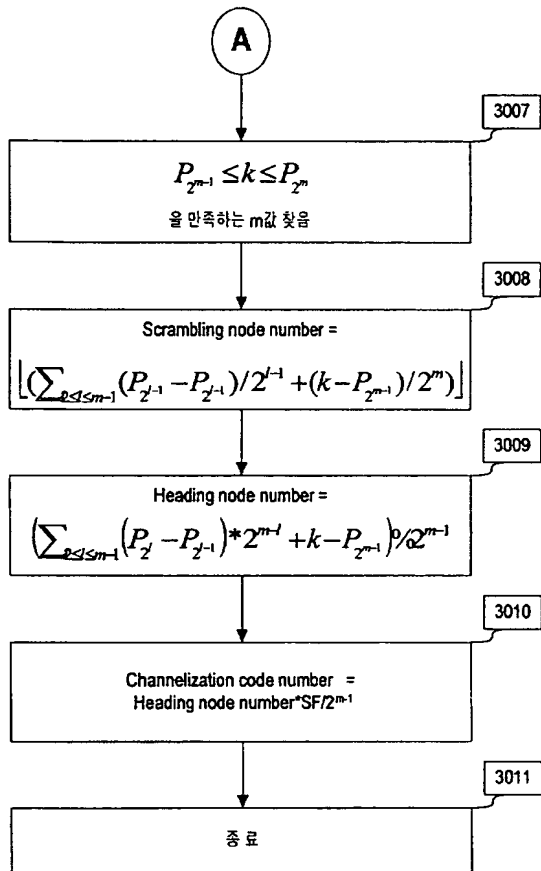 A
3007
P_{2^{m-1}} ≤ k ≤ P_{2^m}
을 만족하는 m값 찾음
3008
Scrambling node number =
⌊(∑_{2≤l≤m-1}(P_{2^{l-1}} − P_{2^{l-1}})/2^{l-1} + (k − P_{2^{m-1}})/2^m)⌋
3009
Heading node number =
(∑_{2≤l≤m-1}(P_{2^l} − P_{2^{l-1}})*2^{m-l} + k − P_{2^{m-1}})%2^{m-1}
3010
Channelization code number =
Heading node number*SF/2^{m-1}
3011
종 료